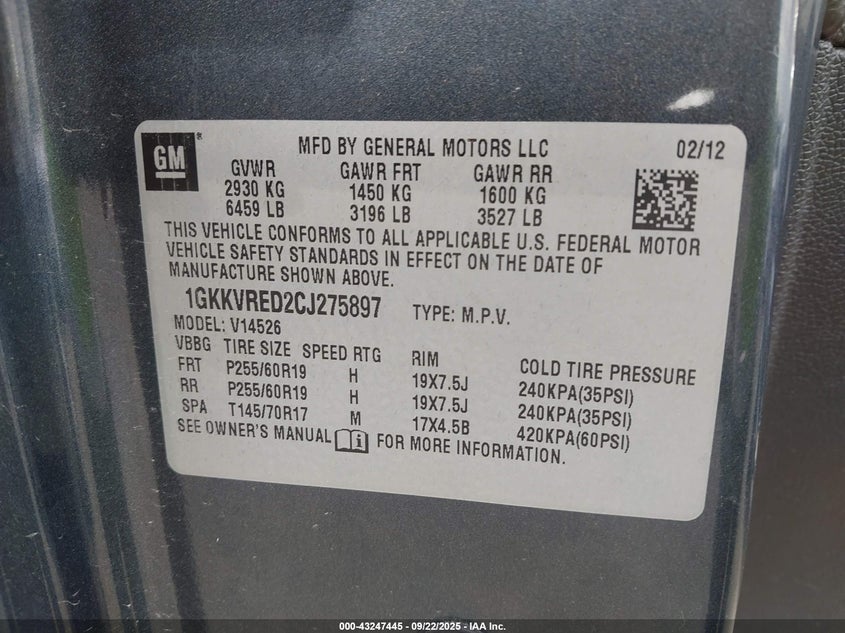 GM® MFD BY GENERAL MOTORS LLC 02/12
GVWR GAWR FRT GAWR RR
2930 KG 1450 KG 1600 KG
6459 LB 3196 LB 3527 LB
THIS VEHICLE CONFORMS TO ALL APPLICABLE U.S. FEDERAL MOTOR
VEHICLE SAFETY STANDARDS IN EFFECT ON THE DATE OF
MANUFACTURE SHOWN ABOVE.
1GKKVRED2CJ275897 TYPE: M.P.V.
MODEL: V14526
VBBG TIRE SIZE SPEED RTG RIM COLD TIRE PRESSURE
FRT P255/60R19 H 19X7.5J 240KPA(35PSI)
RR P255/60R19 H 19X7.5J 240KPA(35PSI)
SPA T145/70R17 M 17X4.5B 420KPA(60PSI)
SEE OWNER'S MANUAL i FOR MORE INFORMATION.
000-43247445 - 09/22/2025 - IAA Inc.